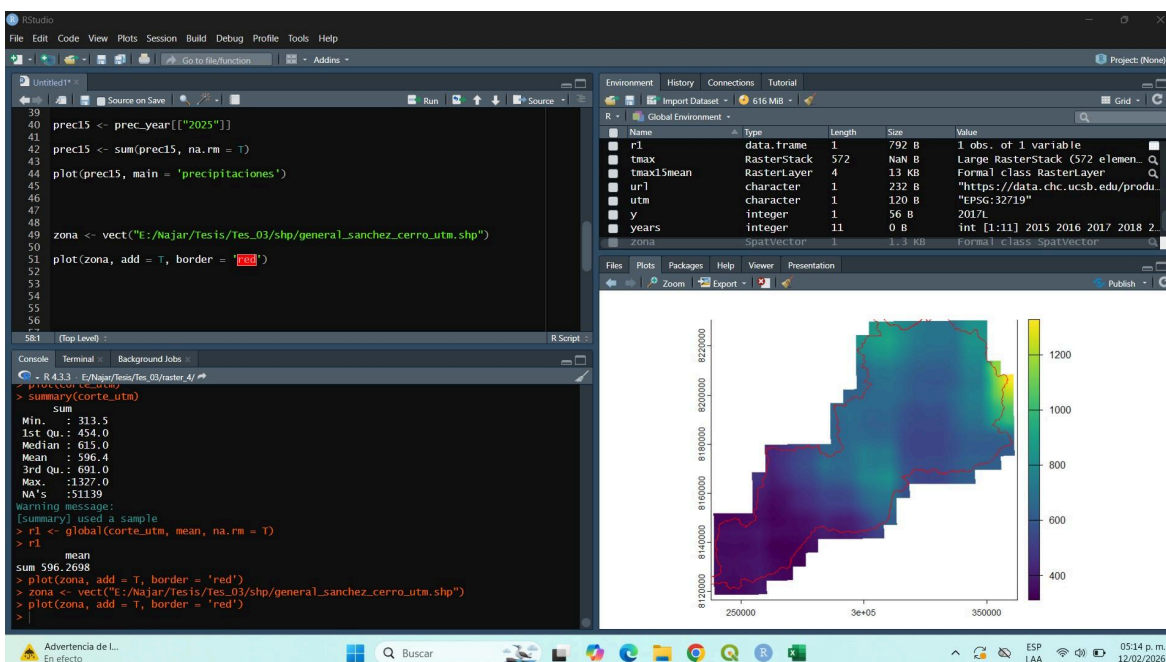 RStudio
File Edit Code View Plots Session Build Debug Profile Tools Help
Go to file/function Addins Project: (None)
Untitled1*
Source on Save Run Source
39
40 prec15 <- prec_year[["2025"]]
41
42 prec15 <- sum(prec15, na.rm = T)
43
44 plot(prec15, main = 'precipitaciones')
45
46
47
48
49 zona <- vect("E:/Najar/Tesis/Tes_03/shp/general_sanchez_cerro_utm.shp")
50
51 plot(zona, add = T, border = 'red')
52
53
54
55
56
57
58:1 (Top Level) R Script
Console Terminal Background Jobs
R 4.3.3 · E:/Najar/Tesis/Tes_03/raster_4/
> plot(corte_utm)
> summary(corte_utm)
sum
Min. : 313.5
1st Qu.: 454.0
Median : 615.0
Mean : 596.4
3rd Qu.: 691.0
Max. :1327.0
NA's :51139
Warning message:
[summary] used a sample
> r1 <- global(corte_utm, mean, na.rm = T)
> r1
mean
sum 596.2698
> plot(zona, add = T, border = 'red')
> zona <- vect("E:/Najar/Tesis/Tes_03/shp/general_sanchez_cerro_utm.shp")
> plot(zona, add = T, border = 'red')
>
Environment History Connections Tutorial
Import Dataset 616 MiB Grid
R Global Environment
Name Type Length Size Value
r1 data.frame 1 792 B 1 obs. of 1 variable
tmax RasterStack 572 NaN B Large RasterStack (572 elemen…
tmax15mean RasterLayer 4 13 KB Formal class RasterLayer
url character 1 232 B "https://data.chc.ucsb.edu/produ…
utm character 1 120 B "EPSG:32719"
y integer 1 56 B 2017L
years integer 11 0 B int [1:11] 2015 2016 2017 2018 2…
zona SpatVector 1 1.3 KB Formal class SpatVector
Files Plots Packages Help Viewer Presentation
Zoom Export Publish
8220000
8200000
8180000
8160000
8140000
8120000
250000 3e+05 350000
1200
1000
800
600
400
Advertencia de l...
En efecto
Buscar
ESP
LAA
05:14 p. m.
12/02/2026